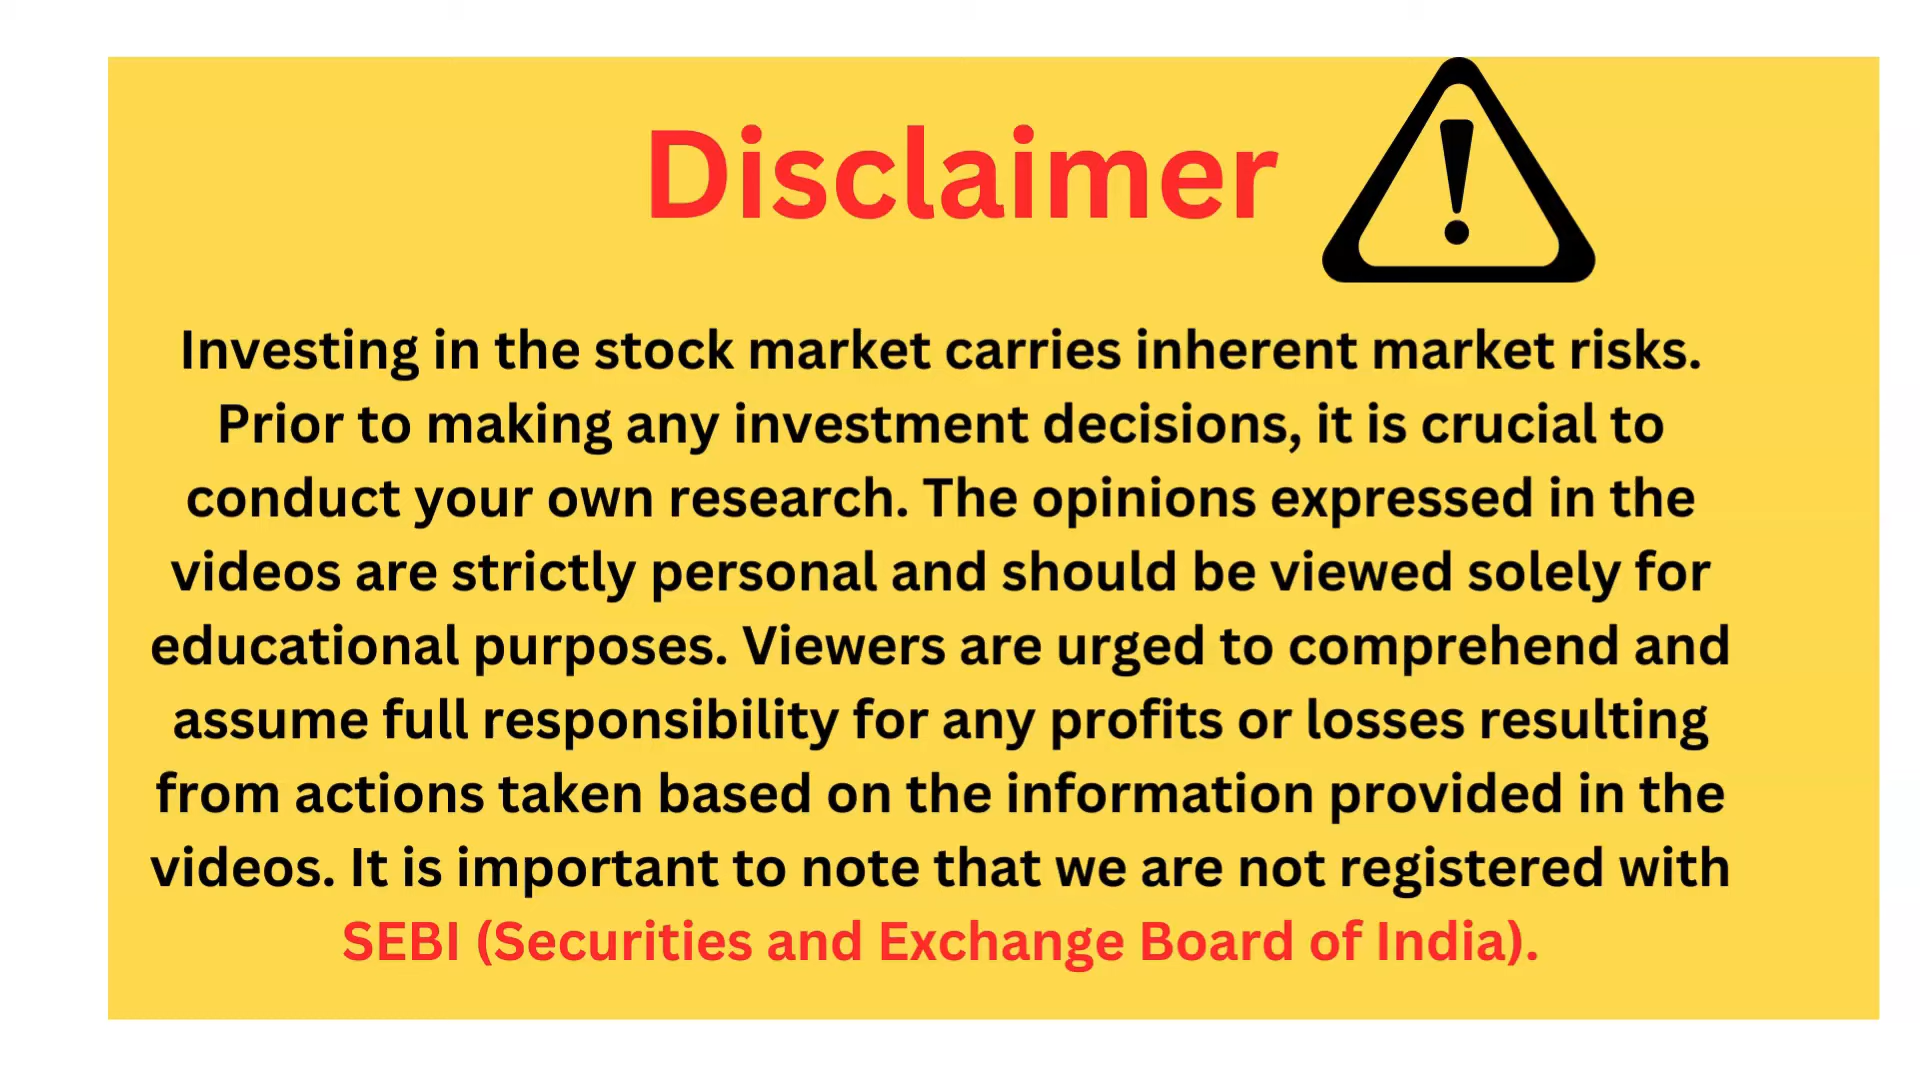 Disclaimer
Investing in the stock market carries inherent market risks.
Prior to making any investment decisions, it is crucial to
conduct your own research. The opinions expressed in the
videos are strictly personal and should be viewed solely for
educational purposes. Viewers are urged to comprehend and
assume full responsibility for any profits or losses resulting
from actions taken based on the information provided in the
videos. It is important to note that we are not registered with
SEBI (Securities and Exchange Board of India).